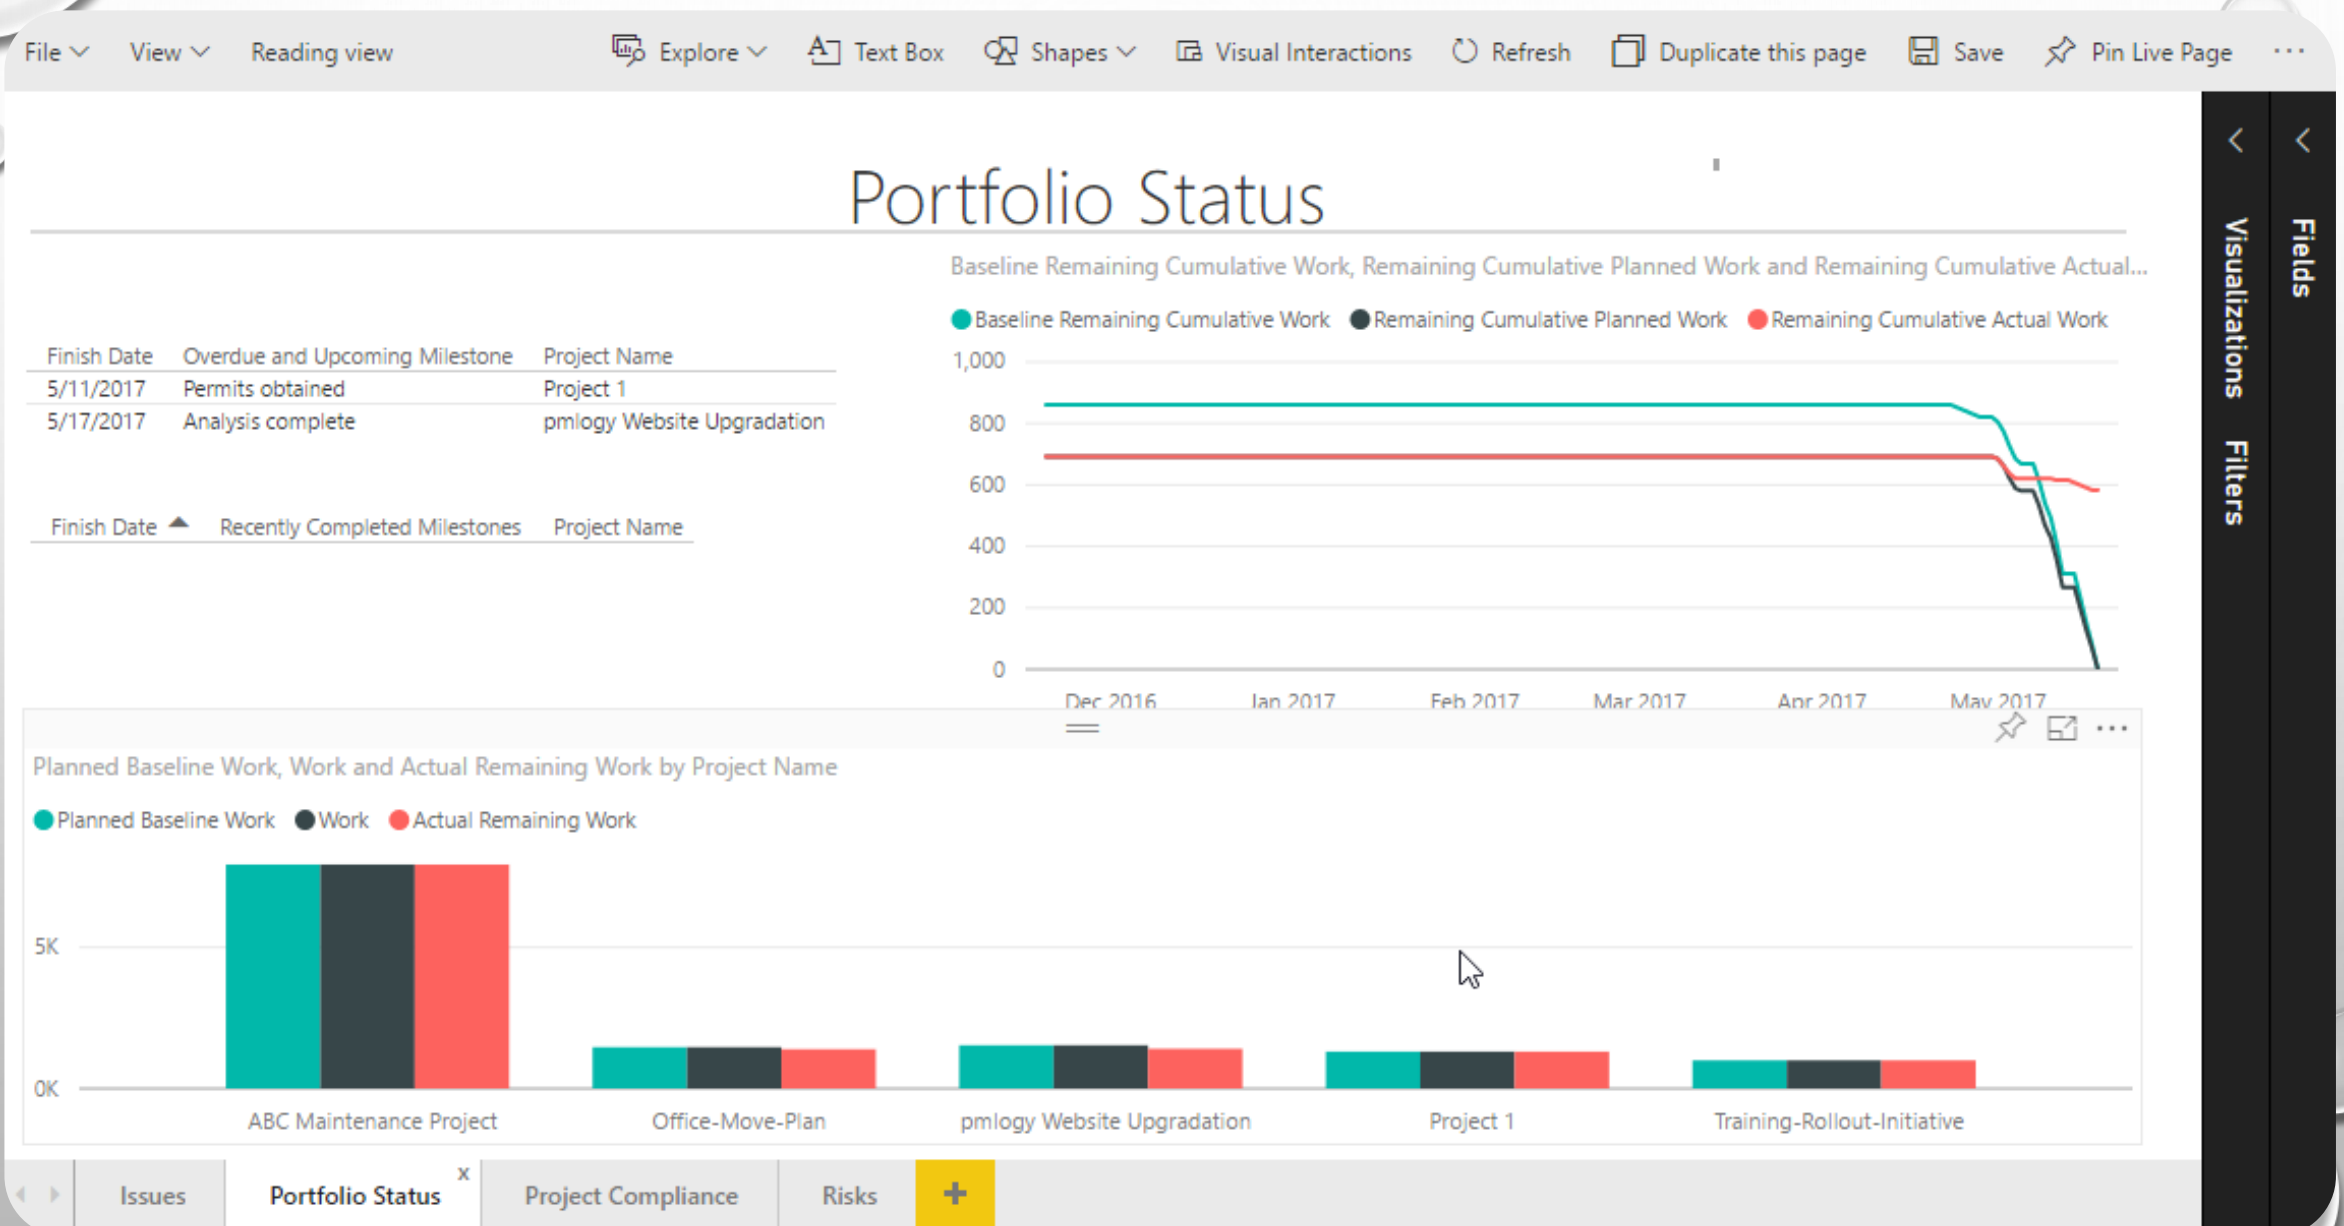 File View Reading view Explore Text Box Shapes Visual Interactions Refresh Duplicate this page Save Pin Live Page ...
Portfolio Status
Baseline Remaining Cumulative Work, Remaining Cumulative Planned Work and Remaining Cumulative Actual...
Baseline Remaining Cumulative Work Remaining Cumulative Planned Work Remaining Cumulative Actual Work
Finish Date Overdue and Upcoming Milestone Project Name
5/11/2017 Permits obtained Project 1
5/17/2017 Analysis complete pmlogy Website Upgradation
Finish Date Recently Completed Milestones Project Name
1,000
800
600
400
200
0
Dec 2016 Jan 2017 Feb 2017 Mar 2017 Apr 2017 May 2017
Planned Baseline Work, Work and Actual Remaining Work by Project Name
Planned Baseline Work Work Actual Remaining Work
5K
0K
ABC Maintenance Project Office-Move-Plan pmlogy Website Upgradation Project 1 Training-Rollout-Initiative
Issues Portfolio Status x Project Compliance Risks +
Visualizations Filters
Fields